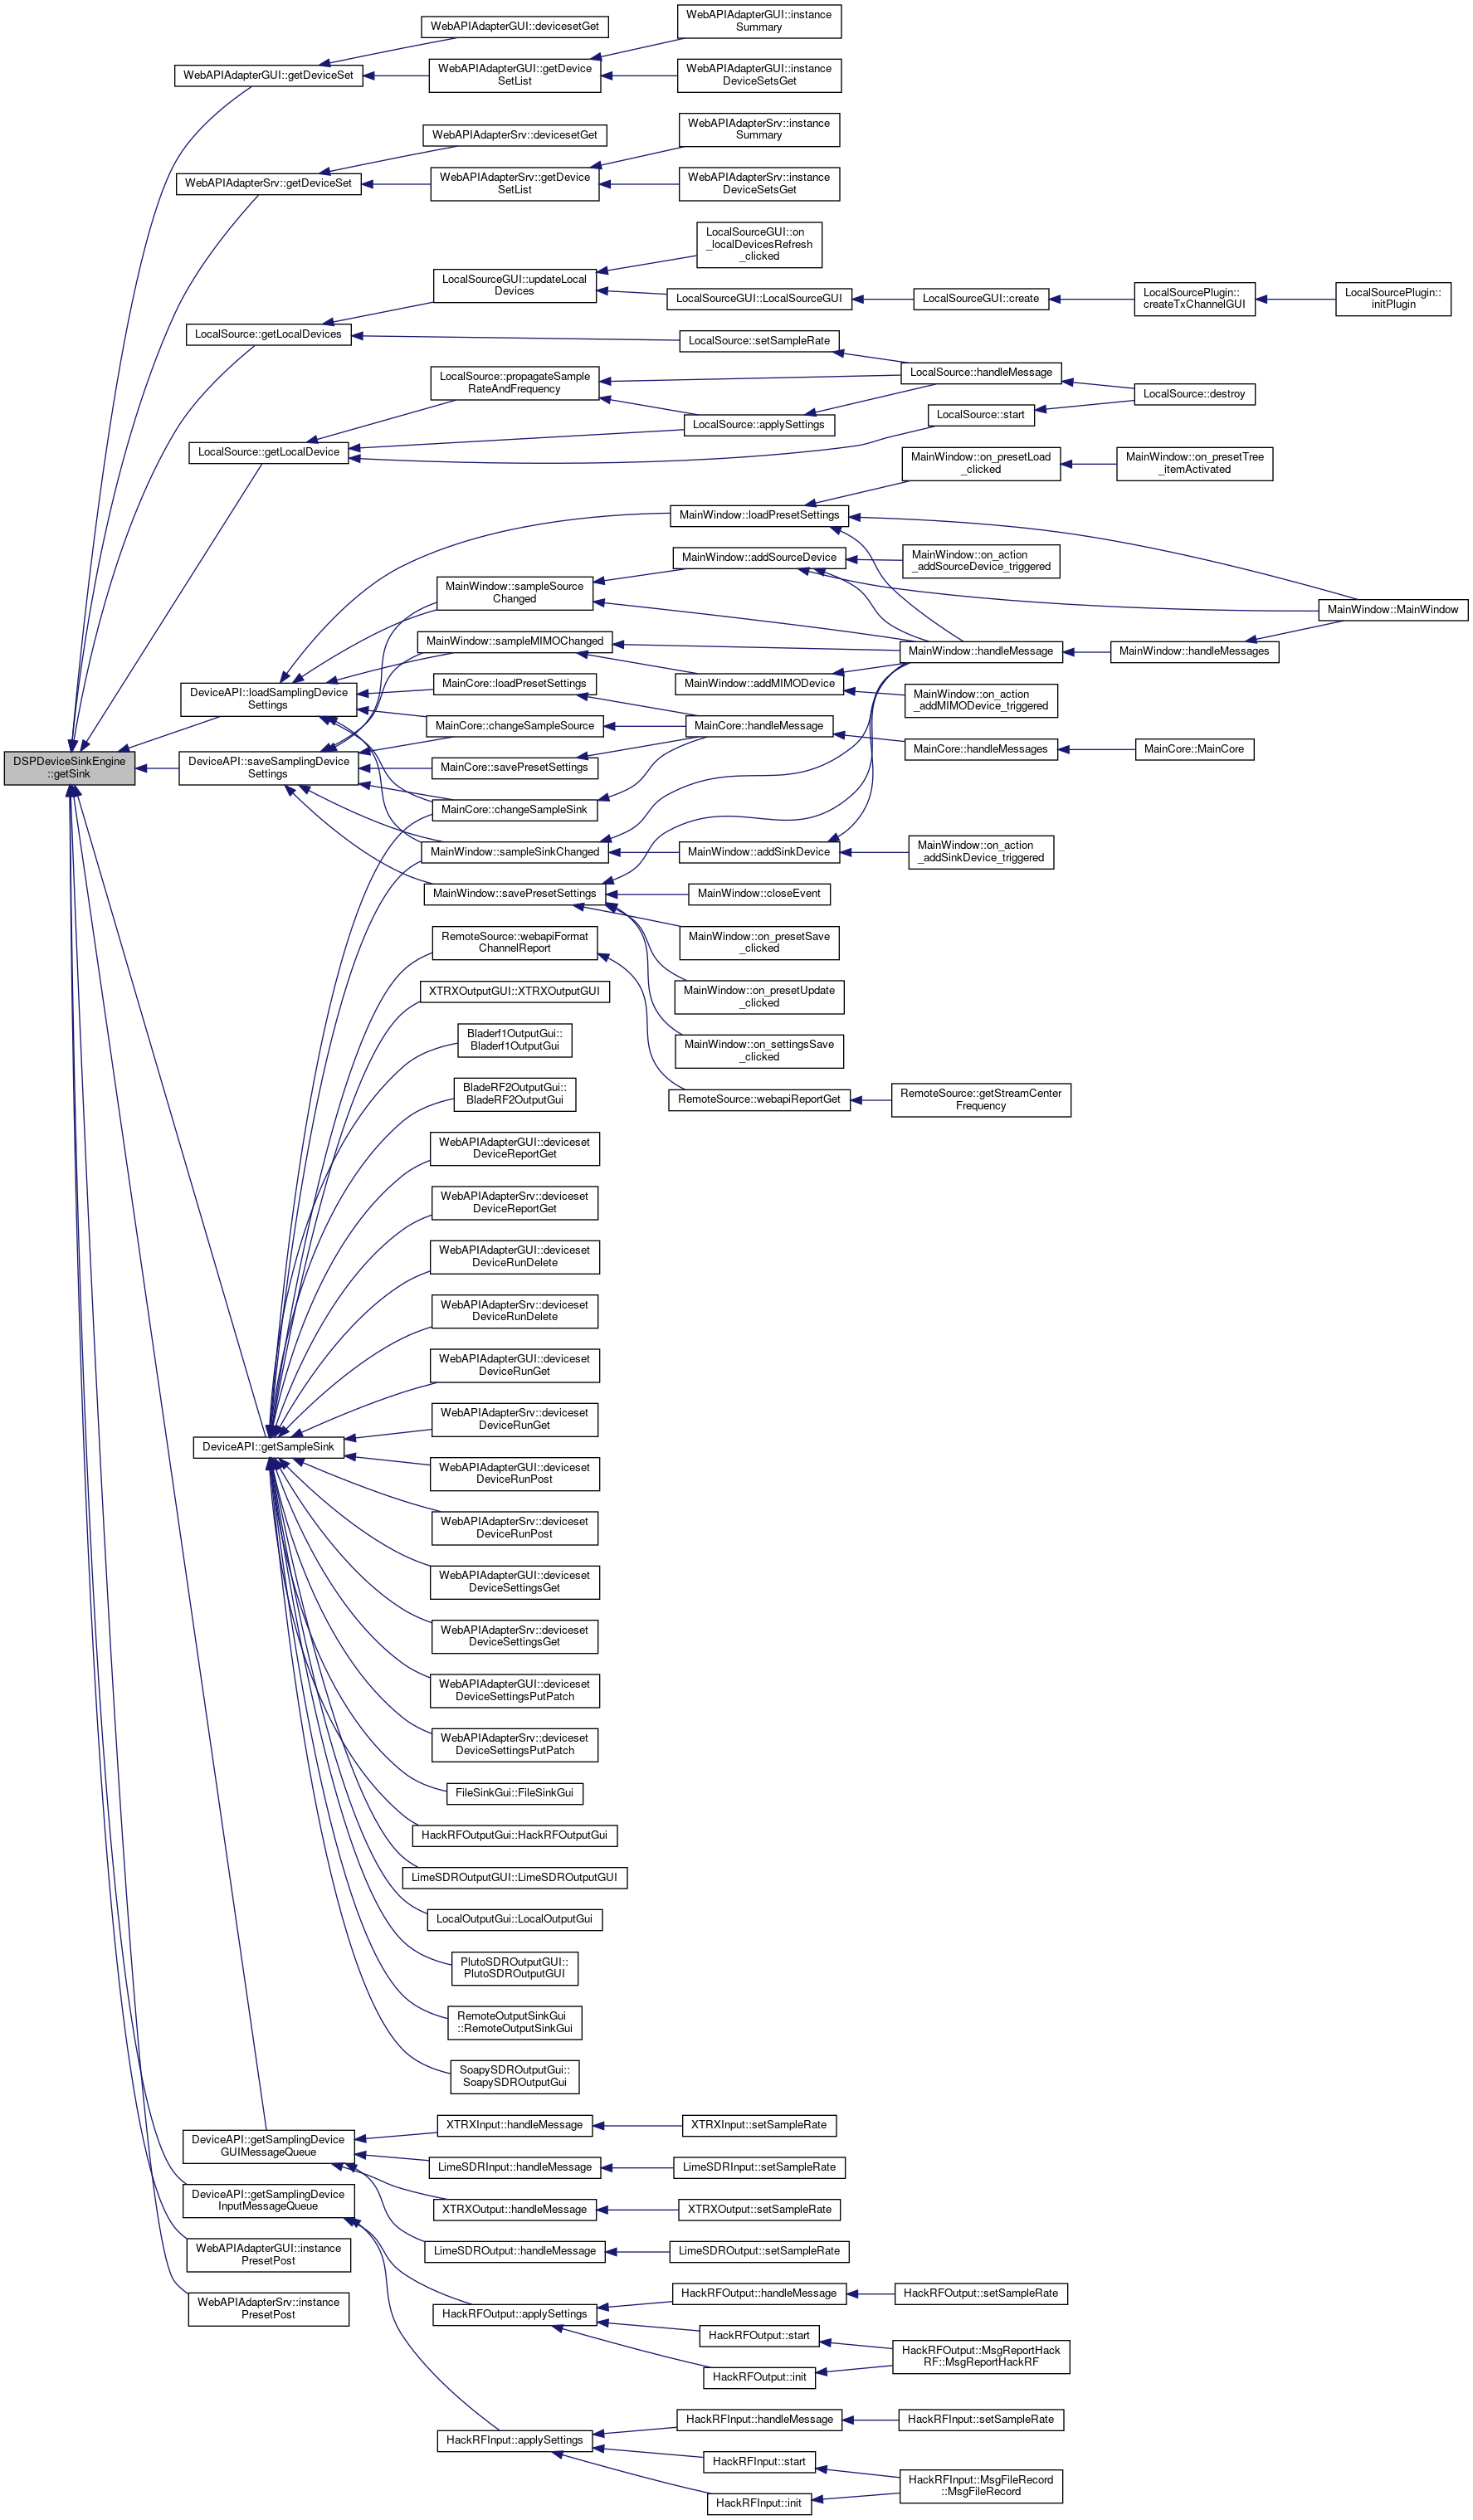 WebAPIAdapterGUI::devicesetGet
WebAPIAdapterGUI::instance
Summary
WebAPIAdapterGUI::getDeviceSet
WebAPIAdapterGUI::getDevice
SetList
WebAPIAdapterGUI::instance
DeviceSetsGet
WebAPIAdapterSrv::devicesetGet
WebAPIAdapterSrv::instance
Summary
WebAPIAdapterSrv::getDeviceSet
WebAPIAdapterSrv::getDevice
SetList
WebAPIAdapterSrv::instance
DeviceSetsGet
LocalSourceGUI::on
_localDevicesRefresh
_clicked
LocalSourceGUI::updateLocal
Devices
LocalSourceGUI::LocalSourceGUI
LocalSourceGUI::create
LocalSourcePlugin::
createTxChannelGUI
LocalSourcePlugin::
initPlugin
LocalSource::getLocalDevices
LocalSource::setSampleRate
LocalSource::propagateSample
RateAndFrequency
LocalSource::handleMessage
LocalSource::destroy
LocalSource::applySettings
LocalSource::start
LocalSource::getLocalDevice
MainWindow::on_presetLoad
_clicked
MainWindow::on_presetTree
_itemActivated
MainWindow::loadPresetSettings
MainWindow::addSourceDevice
MainWindow::on_action
_addSourceDevice_triggered
MainWindow::sampleSource
Changed
MainWindow::MainWindow
MainWindow::sampleMIMOChanged
MainWindow::handleMessage
MainWindow::handleMessages
DeviceAPI::loadSamplingDevice
Settings
MainCore::loadPresetSettings
MainWindow::addMIMODevice
MainWindow::on_action
_addMIMODevice_triggered
MainCore::changeSampleSource
MainCore::handleMessage
MainCore::handleMessages
MainCore::MainCore
DSPDeviceSinkEngine
::getSink
DeviceAPI::saveSamplingDevice
Settings
MainCore::savePresetSettings
MainCore::changeSampleSink
MainWindow::sampleSinkChanged
MainWindow::addSinkDevice
MainWindow::on_action
_addSinkDevice_triggered
MainWindow::savePresetSettings
MainWindow::closeEvent
RemoteSource::webapiFormat
ChannelReport
MainWindow::on_presetSave
_clicked
XTRXOutputGUI::XTRXOutputGUI
MainWindow::on_presetUpdate
_clicked
Bladerf1OutputGui::
Bladerf1OutputGui
MainWindow::on_settingsSave
_clicked
BladeRF2OutputGui::
BladeRF2OutputGui
RemoteSource::webapiReportGet
RemoteSource::getStreamCenter
Frequency
WebAPIAdapterGUI::deviceset
DeviceReportGet
WebAPIAdapterSrv::deviceset
DeviceReportGet
WebAPIAdapterGUI::deviceset
DeviceRunDelete
WebAPIAdapterSrv::deviceset
DeviceRunDelete
WebAPIAdapterGUI::deviceset
DeviceRunGet
WebAPIAdapterSrv::deviceset
DeviceRunGet
DeviceAPI::getSampleSink
WebAPIAdapterGUI::deviceset
DeviceRunPost
WebAPIAdapterSrv::deviceset
DeviceRunPost
WebAPIAdapterGUI::deviceset
DeviceSettingsGet
WebAPIAdapterSrv::deviceset
DeviceSettingsGet
WebAPIAdapterGUI::deviceset
DeviceSettingsPutPatch
WebAPIAdapterSrv::deviceset
DeviceSettingsPutPatch
FileSinkGui::FileSinkGui
HackRFOutputGui::HackRFOutputGui
LimeSDROutputGUI::LimeSDROutputGUI
LocalOutputGui::LocalOutputGui
PlutoSDROutputGUI::
PlutoSDROutputGUI
RemoteOutputSinkGui
::RemoteOutputSinkGui
SoapySDROutputGui::
SoapySDROutputGui
DeviceAPI::getSamplingDevice
GUIMessageQueue
XTRXInput::handleMessage
XTRXInput::setSampleRate
LimeSDRInput::handleMessage
LimeSDRInput::setSampleRate
DeviceAPI::getSamplingDevice
InputMessageQueue
XTRXOutput::handleMessage
XTRXOutput::setSampleRate
WebAPIAdapterGUI::instance
PresetPost
LimeSDROutput::handleMessage
LimeSDROutput::setSampleRate
WebAPIAdapterSrv::instance
PresetPost
HackRFOutput::applySettings
HackRFOutput::handleMessage
HackRFOutput::setSampleRate
HackRFOutput::start
HackRFOutput::MsgReportHack
RF::MsgReportHackRF
HackRFOutput::init
HackRFInput::applySettings
HackRFInput::handleMessage
HackRFInput::setSampleRate
HackRFInput::start
HackRFInput::MsgFileRecord
::MsgFileRecord
HackRFInput::init